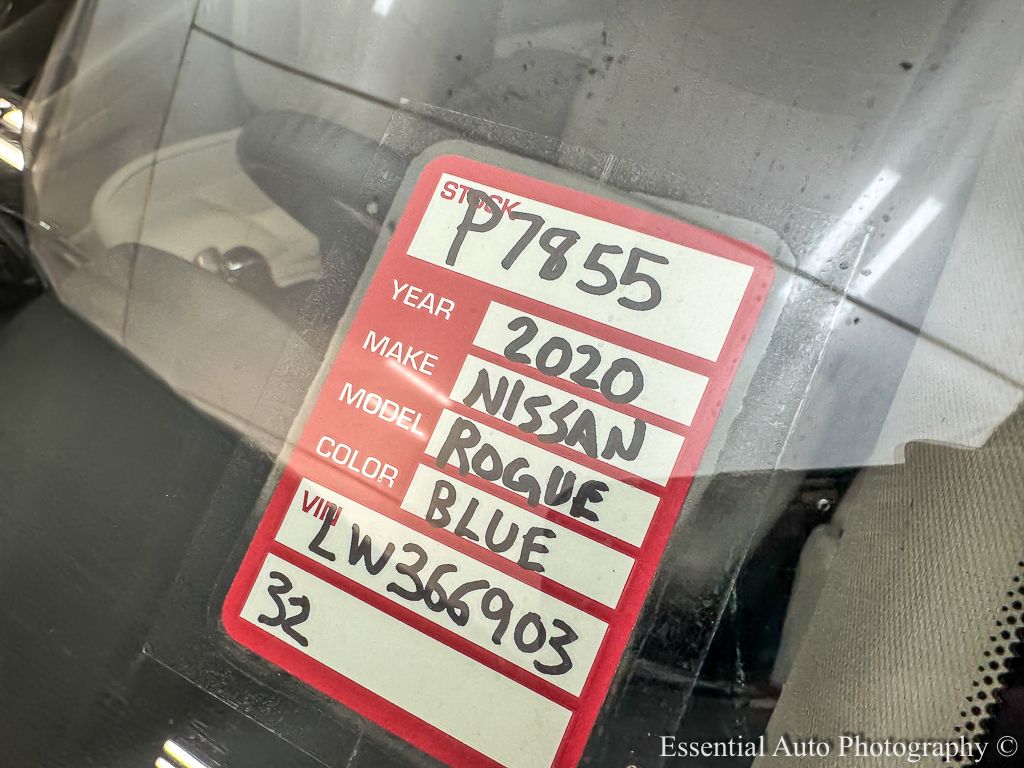 STOCK P7855
YEAR 2020
MAKE NISSAN
MODEL ROGUE
COLOR BLUE
VIN LW366903
32
Essential Auto Photography ©